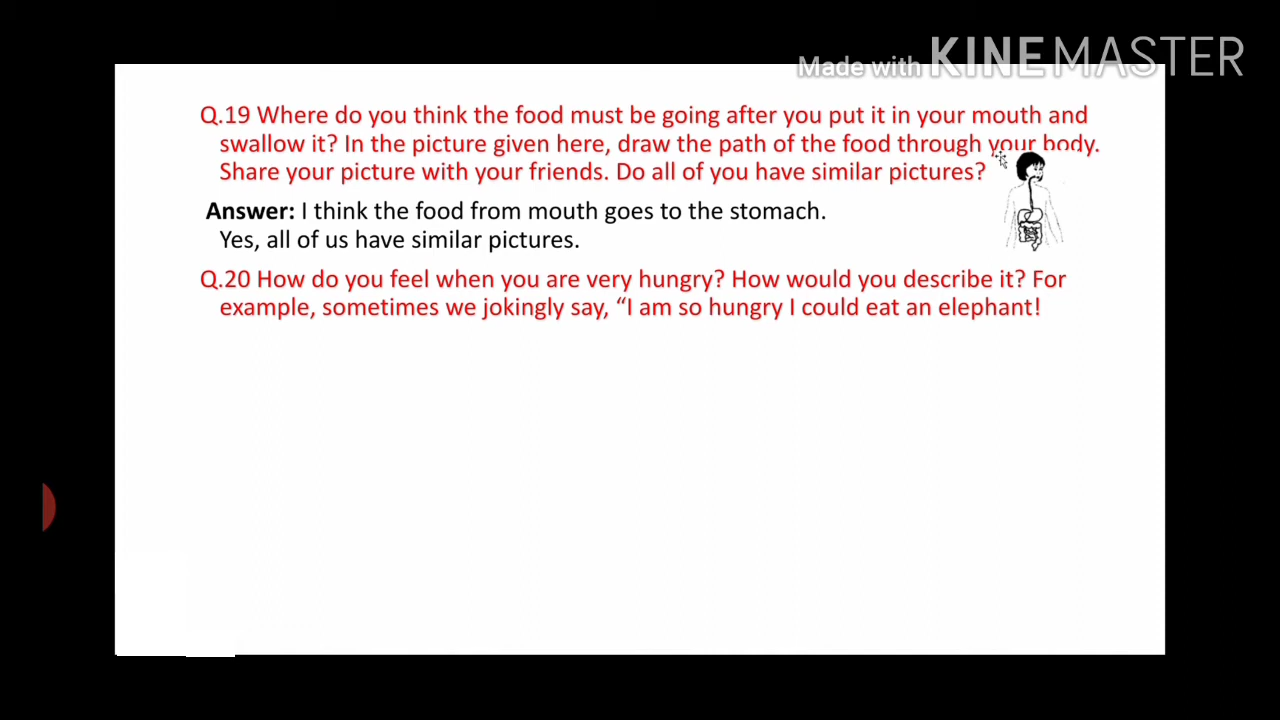 Made with KINEMASTER
Q.19 Where do you think the food must be going after you put it in your mouth and
swallow it? In the picture given here, draw the path of the food through your body.
Share your picture with your friends. Do all of you have similar pictures?
Answer: I think the food from mouth goes to the stomach.
Yes, all of us have similar pictures.
Q.20 How do you feel when you are very hungry? How would you describe it? For
example, sometimes we jokingly say, “I am so hungry I could eat an elephant!